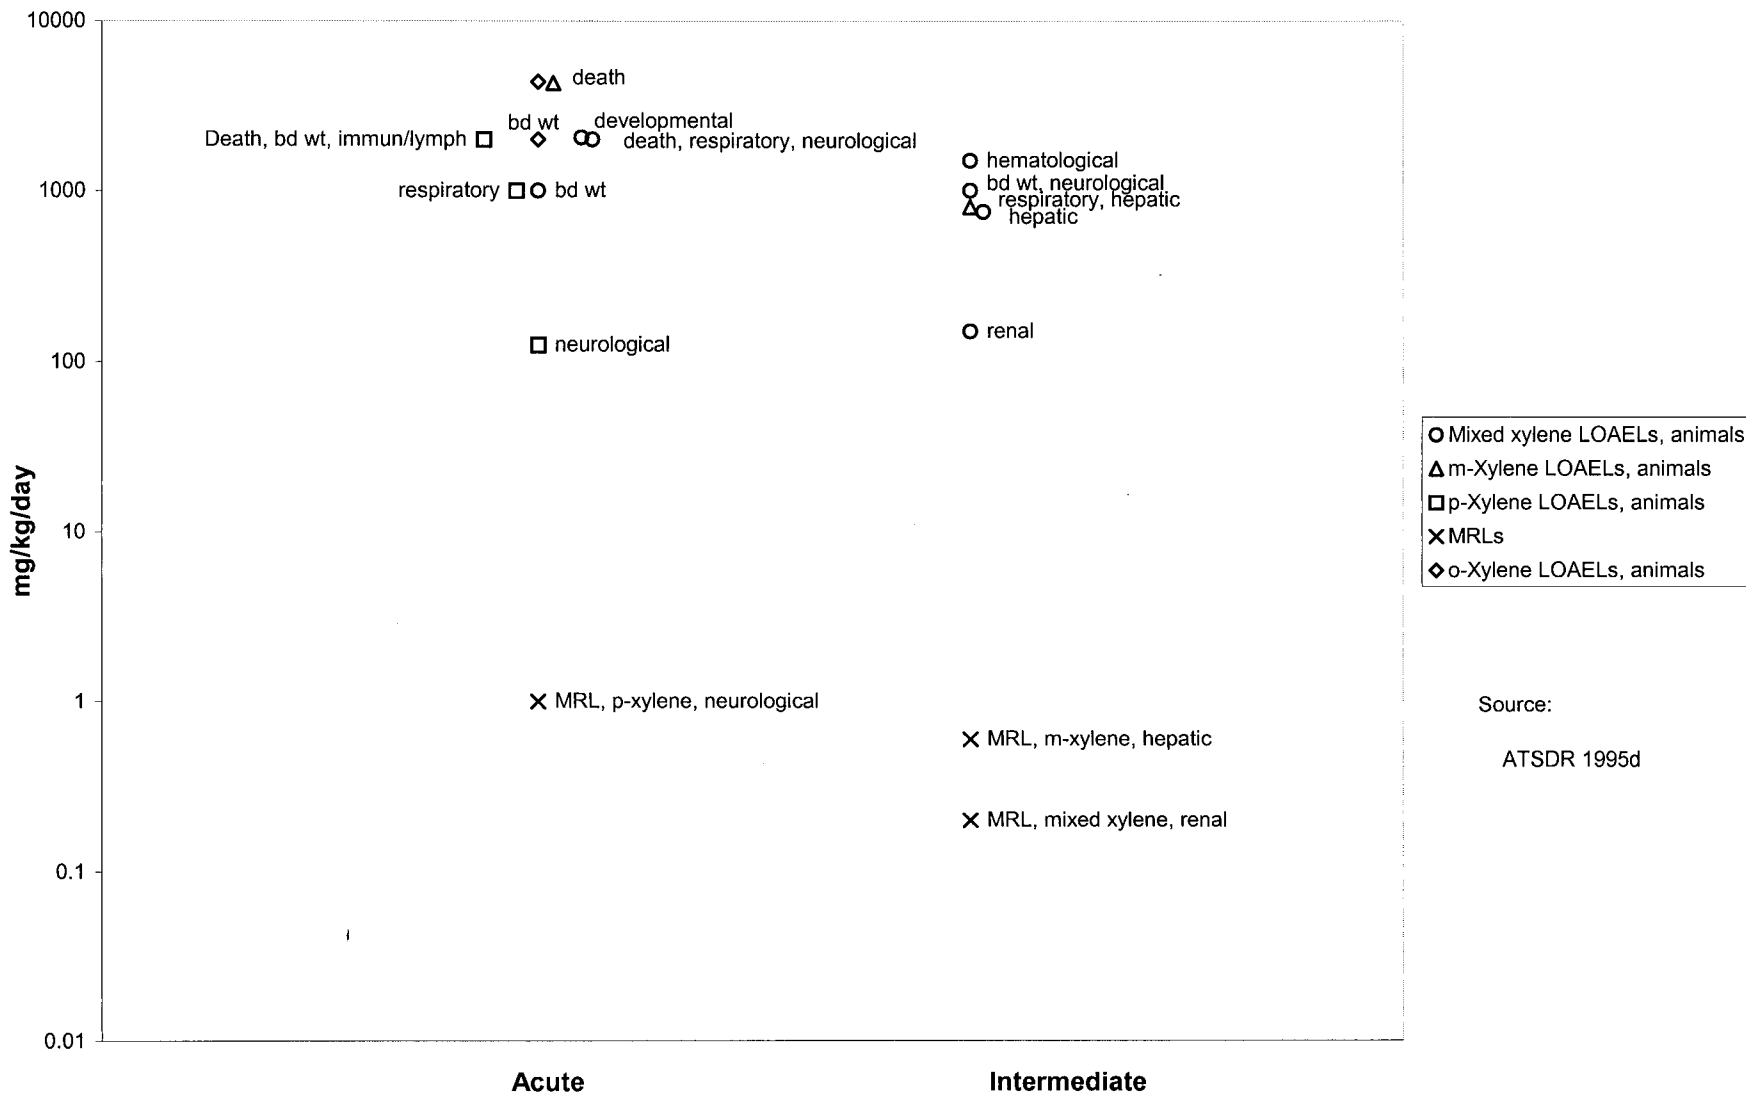 10000
death
bd wt
developmental
Death, bd wt, immun/lymph
death, respiratory, neurological
hematological
1000
respiratory
bd wt
bd wt, neurological
respiratory, hepatic
hepatic
renal
neurological
100
Mixed xylene LOAELs, animals
m-Xylene LOAELs, animals
p-Xylene LOAELs, animals
MRLs
o-Xylene LOAELs, animals
mg/kg/day
10
1
MRL, p-xylene, neurological
Source:
MRL, m-xylene, hepatic
ATSDR 1995d
MRL, mixed xylene, renal
0.1
0.01
Acute
Intermediate